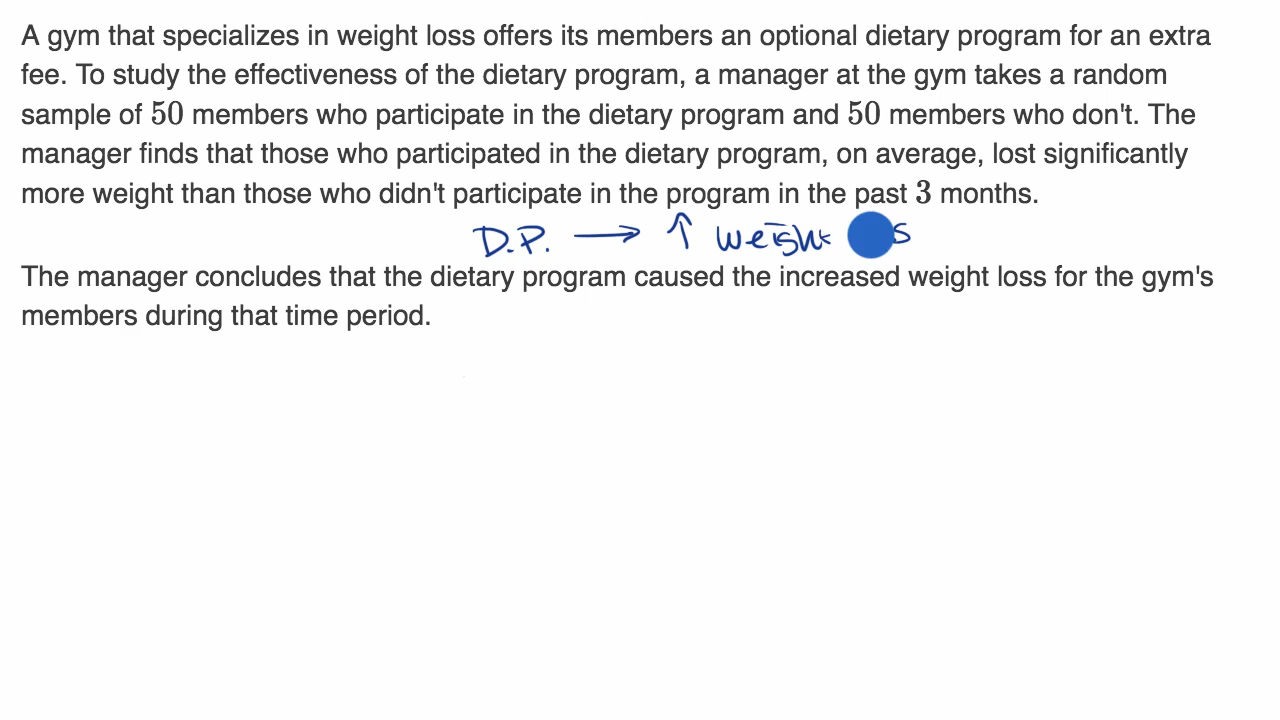 A gym that specializes in weight loss offers its members an optional dietary program for an extra
fee. To study the effectiveness of the dietary program, a manager at the gym takes a random
sample of 50 members who participate in the dietary program and 50 members who don't. The
manager finds that those who participated in the dietary program, on average, lost significantly
more weight than those who didn't participate in the program in the past 3 months.
D.P. → ↑ weight
The manager concludes that the dietary program caused the increased weight loss for the gym's
members during that time period.